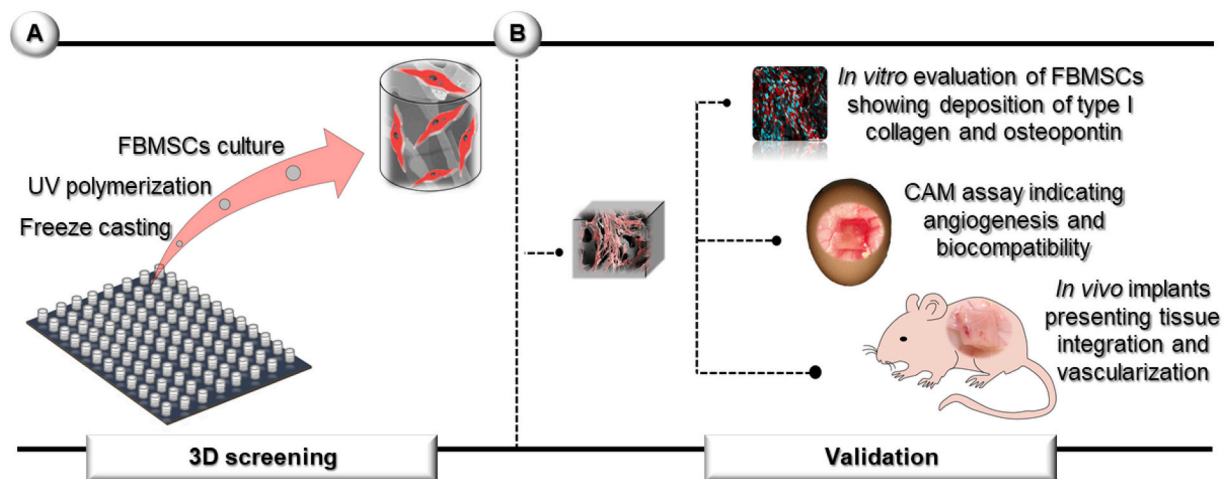 A
B
FBMSCs culture
UV polymerization
Freeze casting
In vitro evaluation of FBMSCs
showing deposition of type I
collagen and osteopontin
CAM assay indicating
angiogenesis and
biocompatibility
In vivo implants
presenting tissue
integration and
vascularization
3D screening
Validation